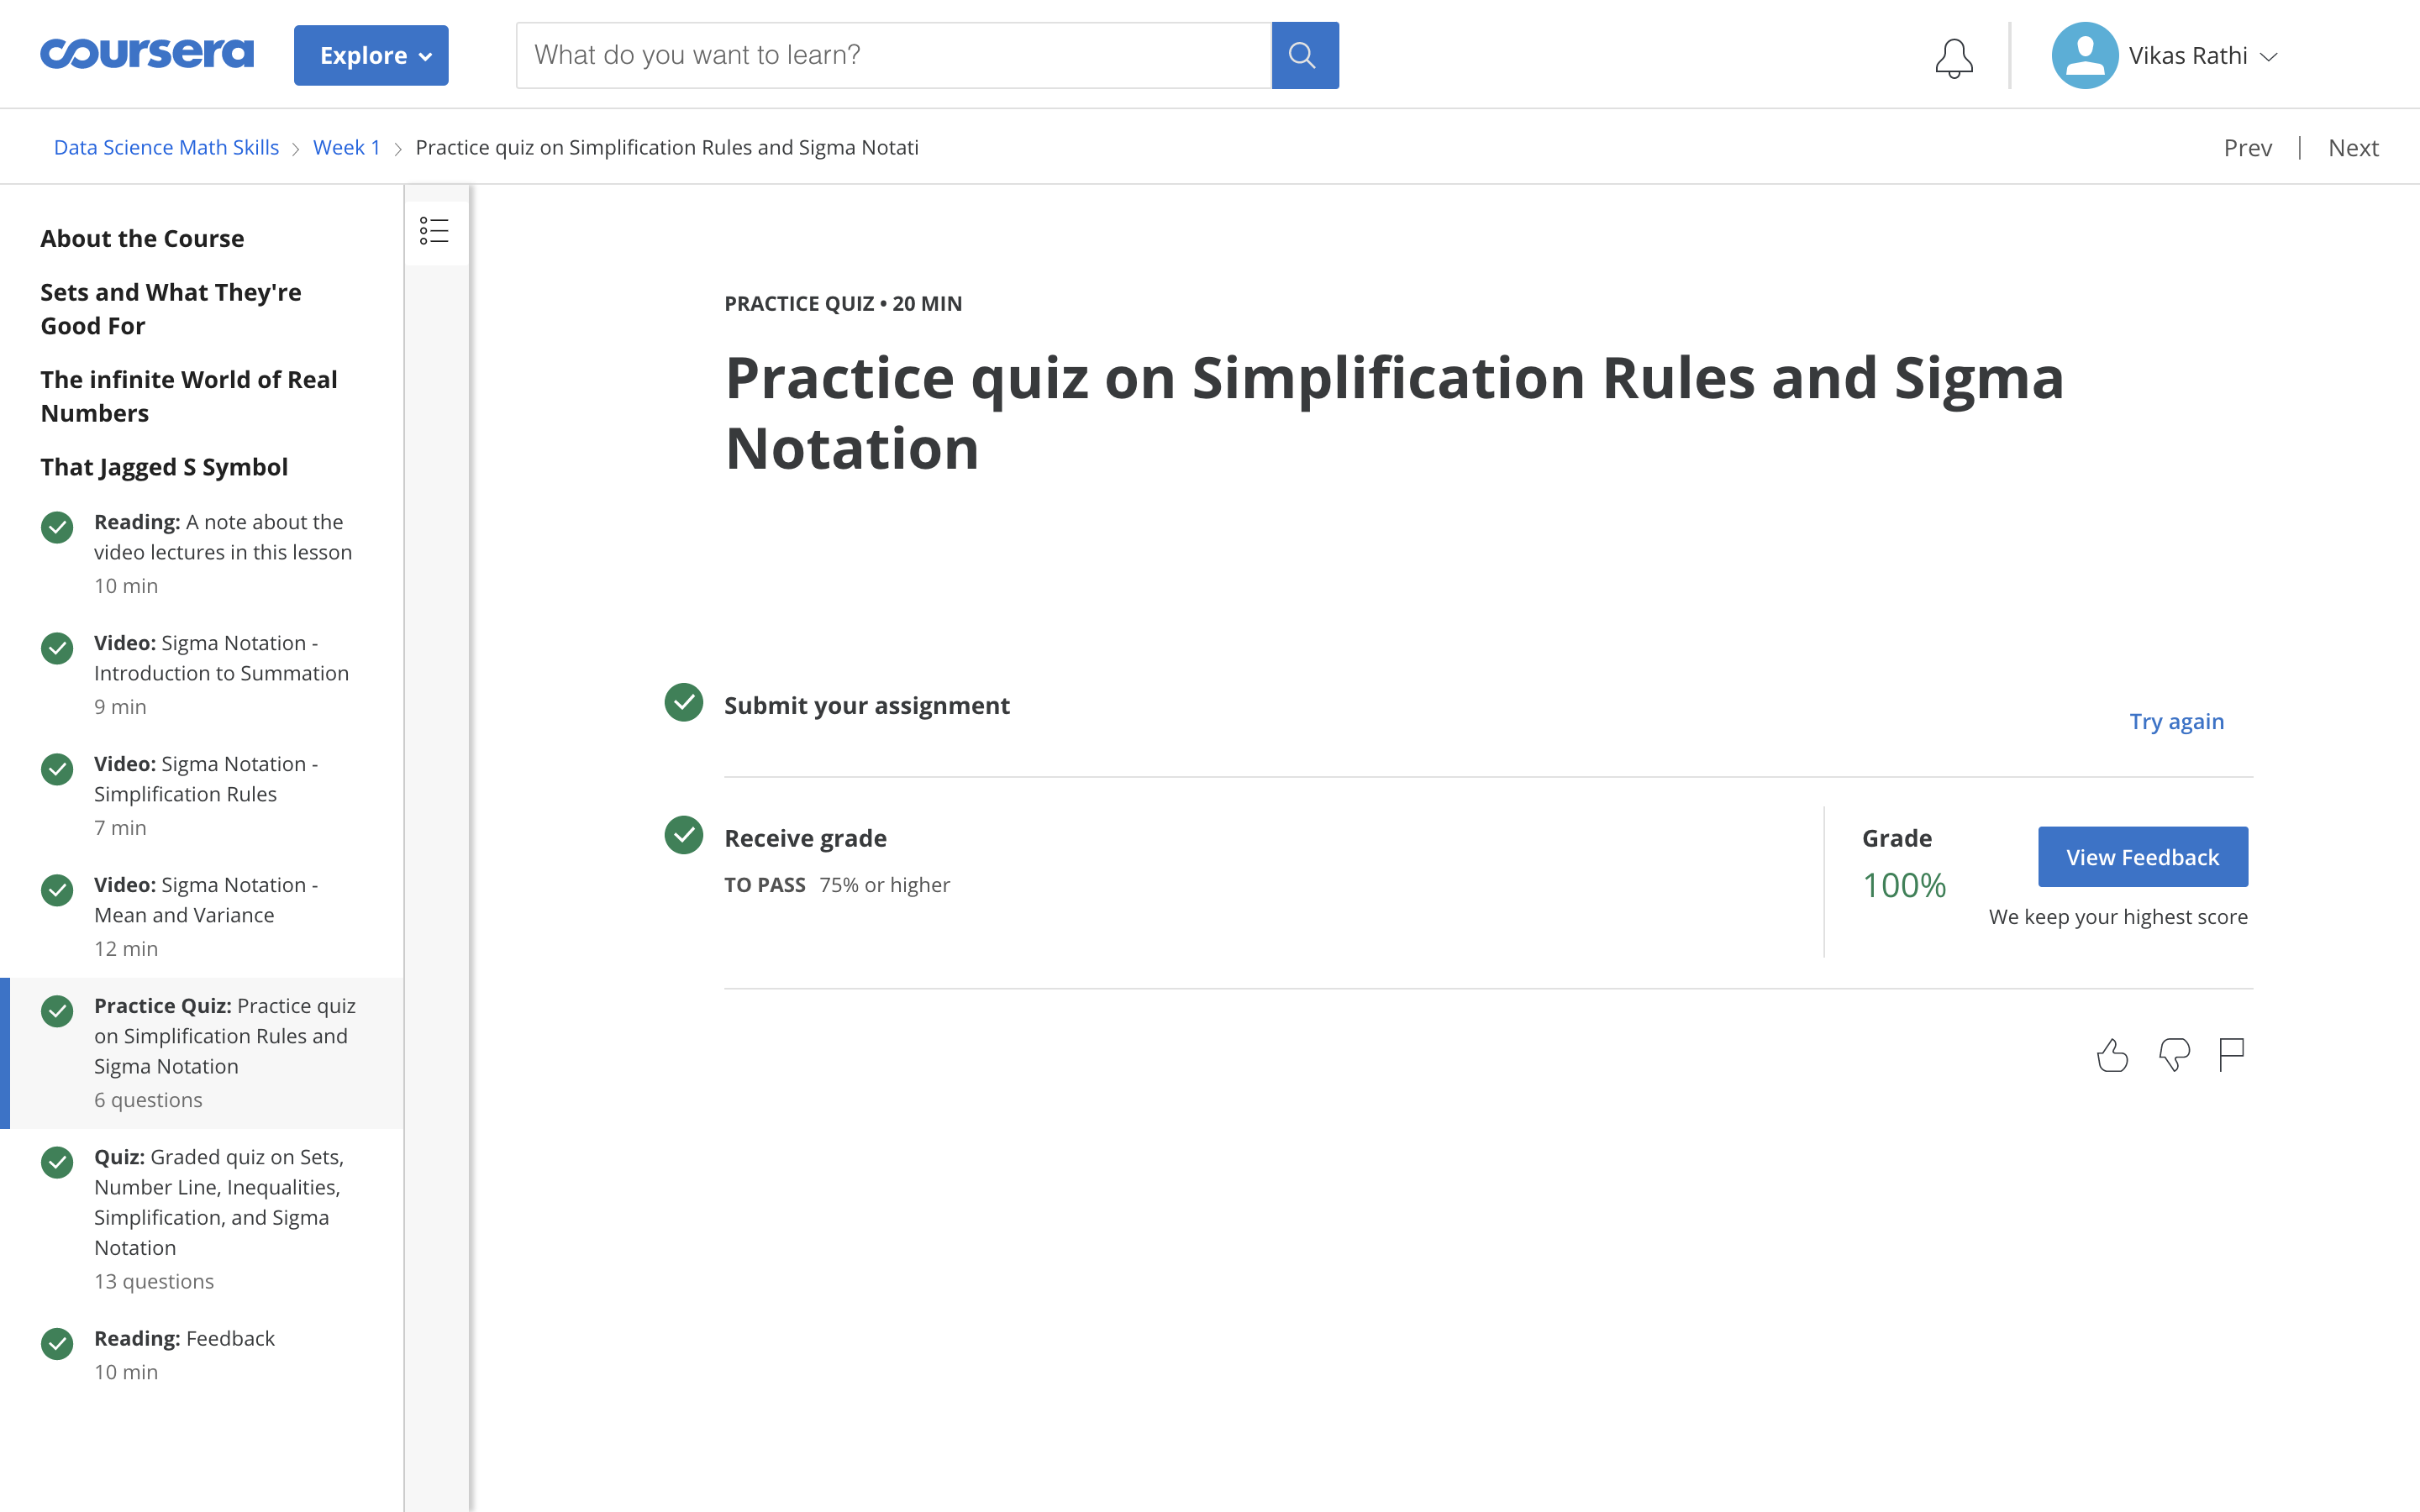 coursera
Explore
What do you want to learn?
Vikas Rathi
Data Science Math Skills
Week 1
Practice quiz on Simplification Rules and Sigma Notati
Prev
Next
About the Course
Sets and What They're
Good For
The infinite World of Real
Numbers
That Jagged S Symbol
Reading: A note about the
video lectures in this lesson
10 min
Video: Sigma Notation -
Introduction to Summation
9 min
Video: Sigma Notation -
Simplification Rules
7 min
Video: Sigma Notation -
Mean and Variance
12 min
Practice Quiz: Practice quiz
on Simplification Rules and
Sigma Notation
6 questions
Quiz: Graded quiz on Sets,
Number Line, Inequalities,
Simplification, and Sigma
Notation
13 questions
Reading: Feedback
10 min
PRACTICE QUIZ • 20 MIN
Practice quiz on Simplification Rules and Sigma
Notation
Submit your assignment
Try again
Receive grade
TO PASS 75% or higher
Grade
100%
View Feedback
We keep your highest score